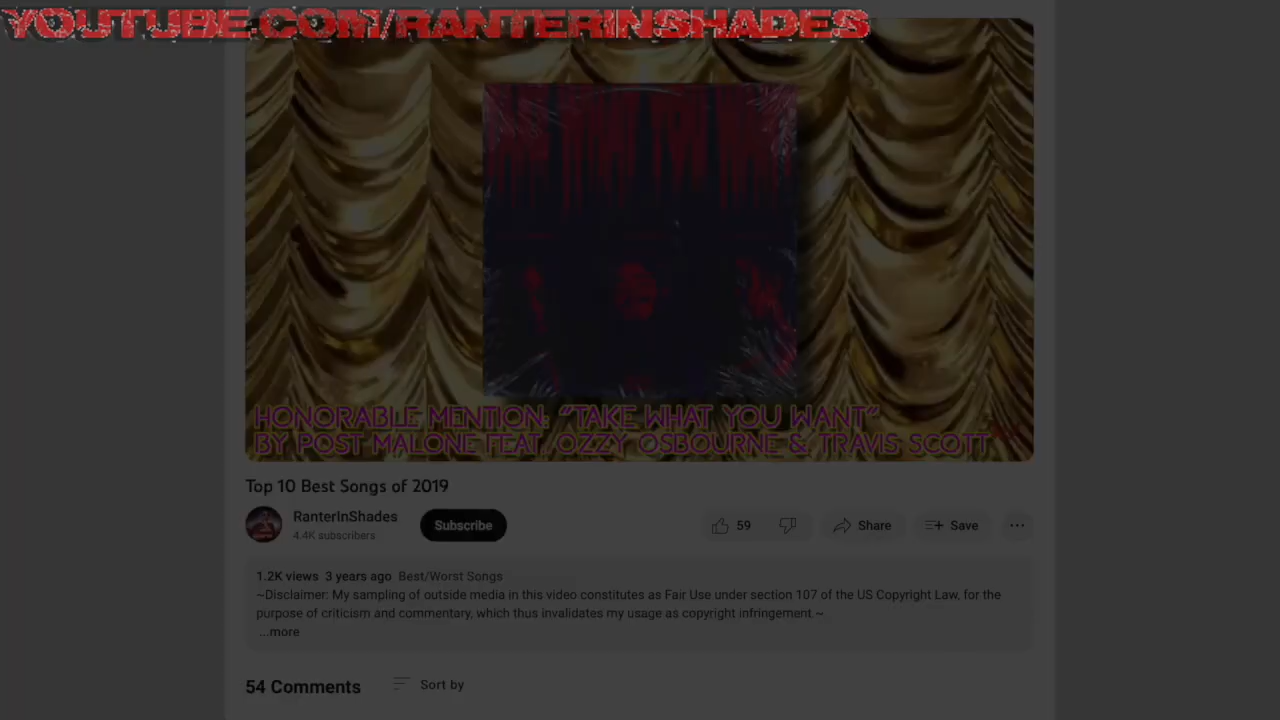 YOUTUBE.COM/RANTERINSHADES
HONORABLE MENTION: "TAKE WHAT YOU WANT"
BY POST MALONE FEAT. OZZY OSBOURNE & TRAVIS SCOTT
Top 10 Best Songs of 2019
RanterInShades
4.4K subscribers
Subscribe
59
Share
Save
1.2K views 3 years ago Best/Worst Songs
~Disclaimer: My sampling of outside media in this video constitutes as Fair Use under section 107 of the US Copyright Law, for the
purpose of criticism and commentary, which thus invalidates my usage as copyright infringement.~
...more
54 Comments
Sort by